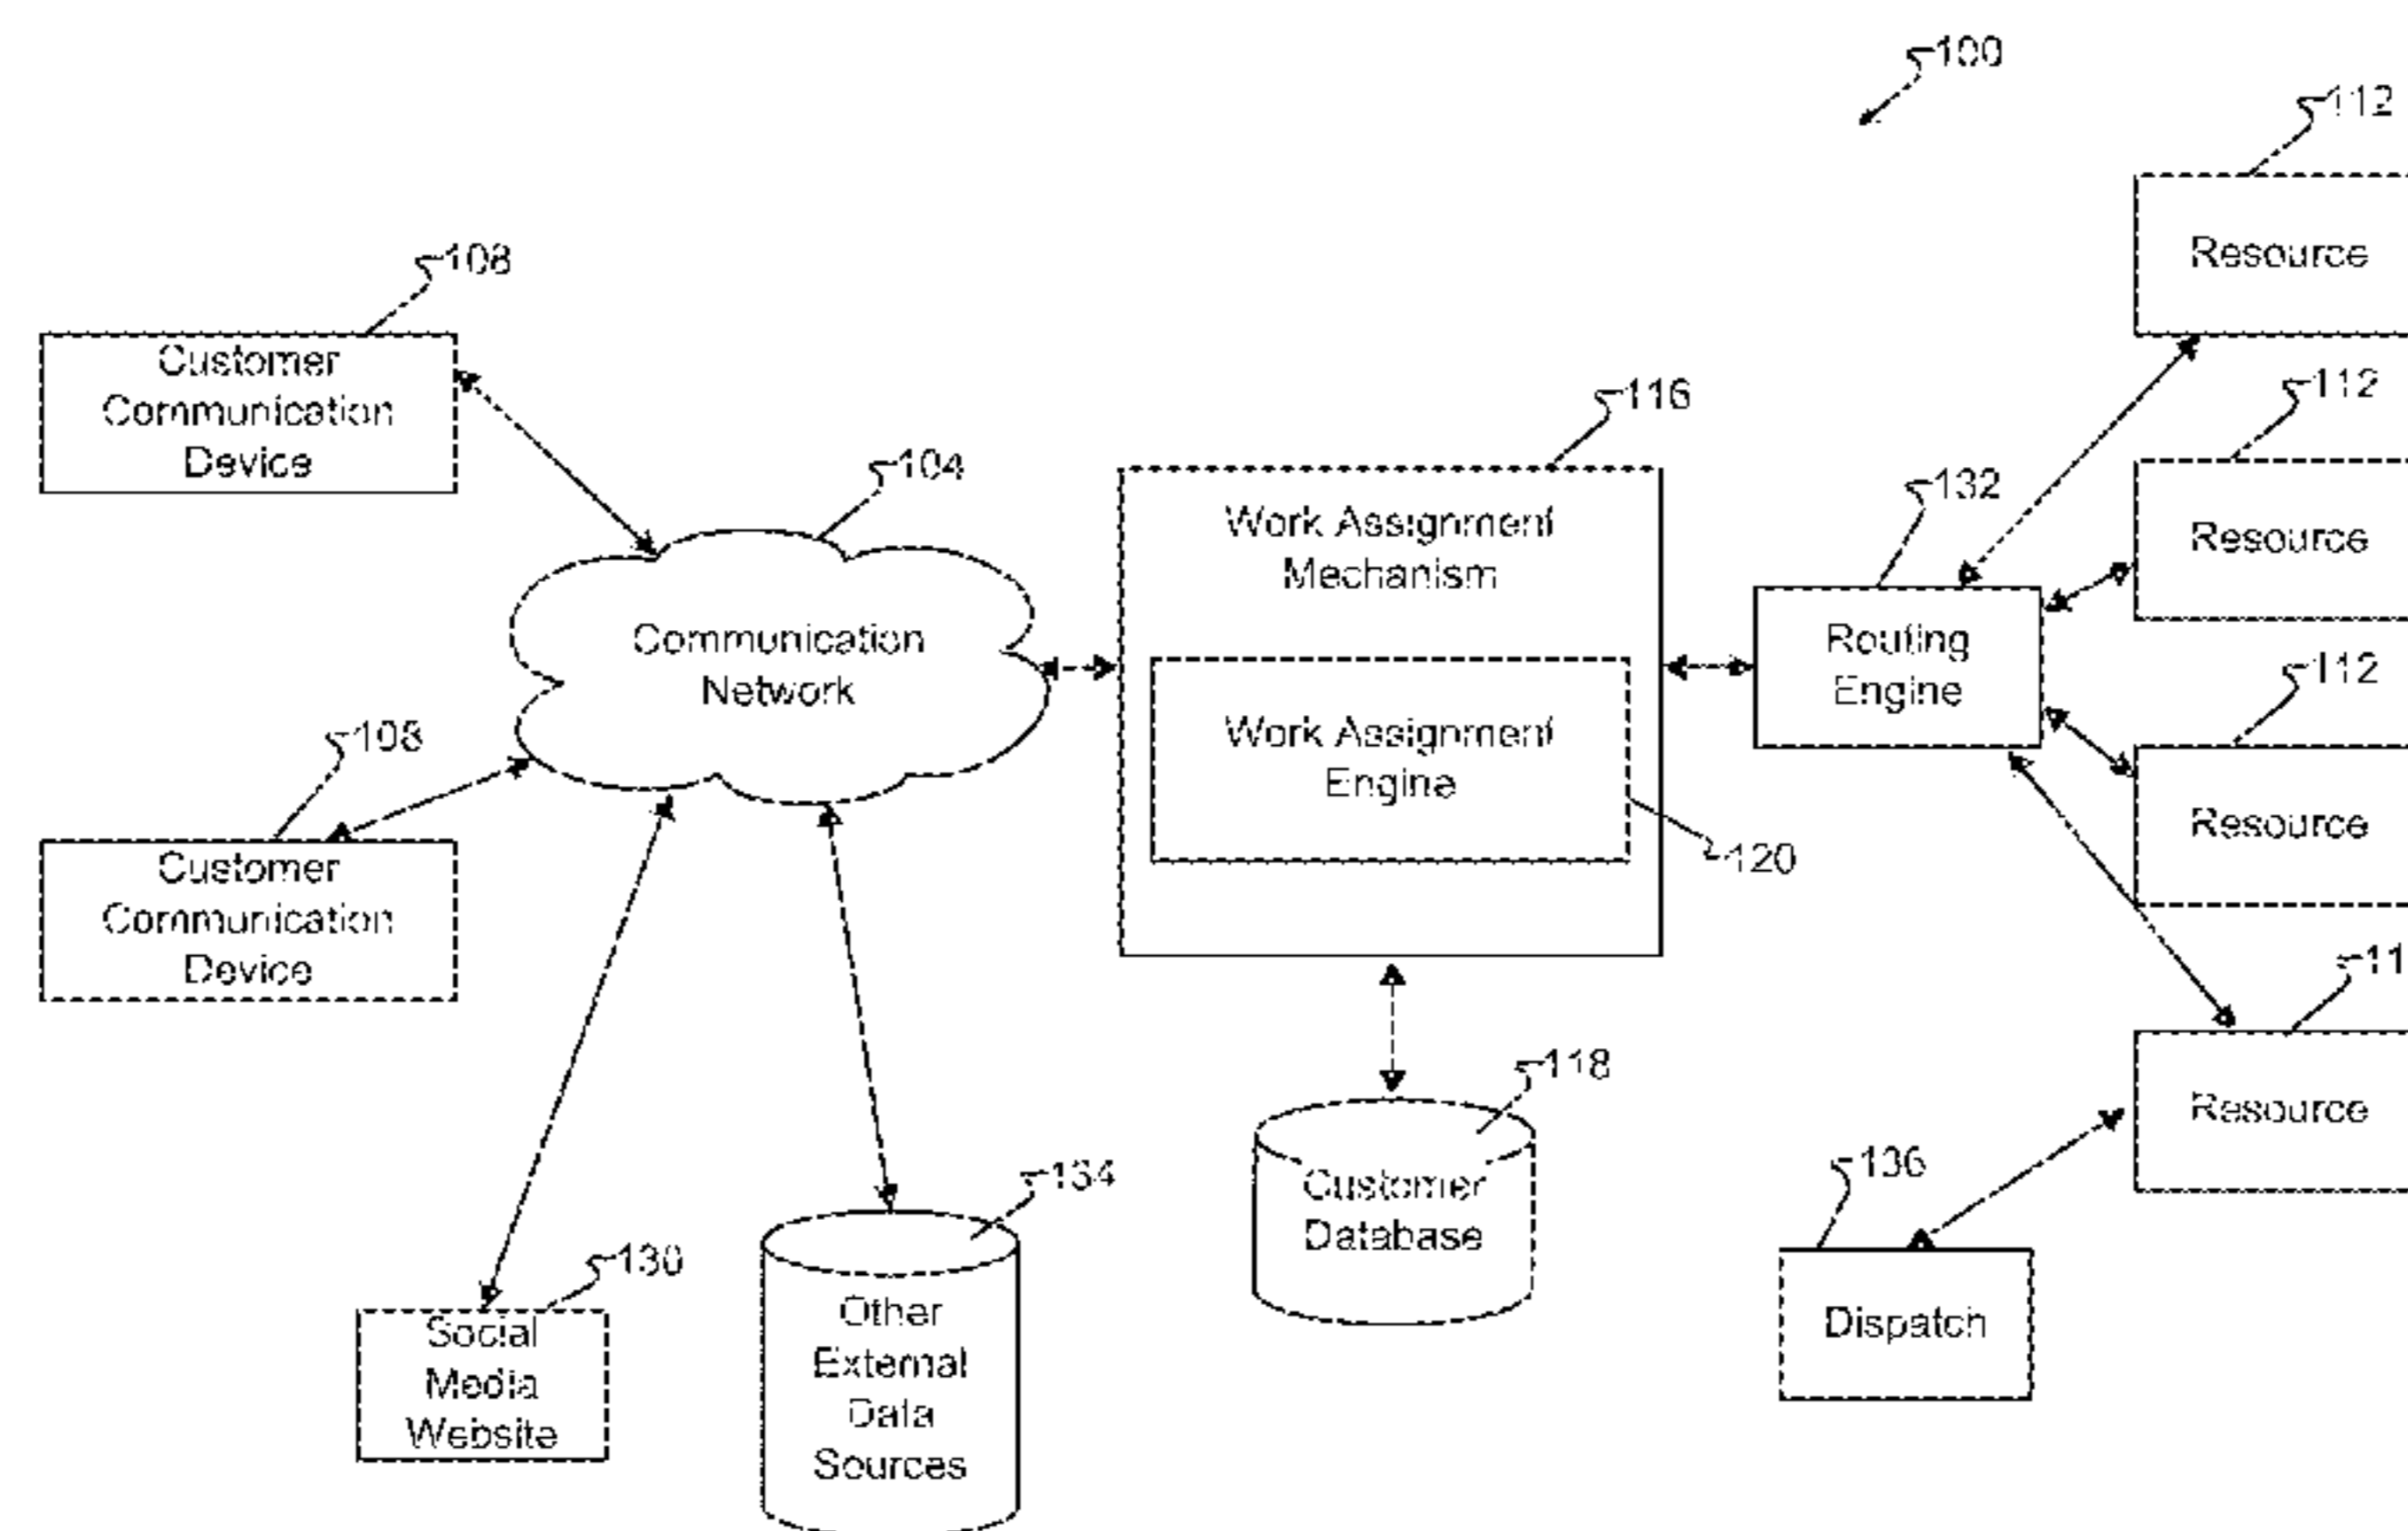 100
112
Resource
108
Customer
Communication
Device
104
116
112
Work Assignment
Mechanism
132
Resource
Communication
Network
Routing
Engine
112
108
Work Assignment
Engine
120
Resource
Customer
Communication
Device
11
118
Resource
Customer
Database
134
136
130
Dispatch
Social
Media
Website
Other
External
Data
Sources